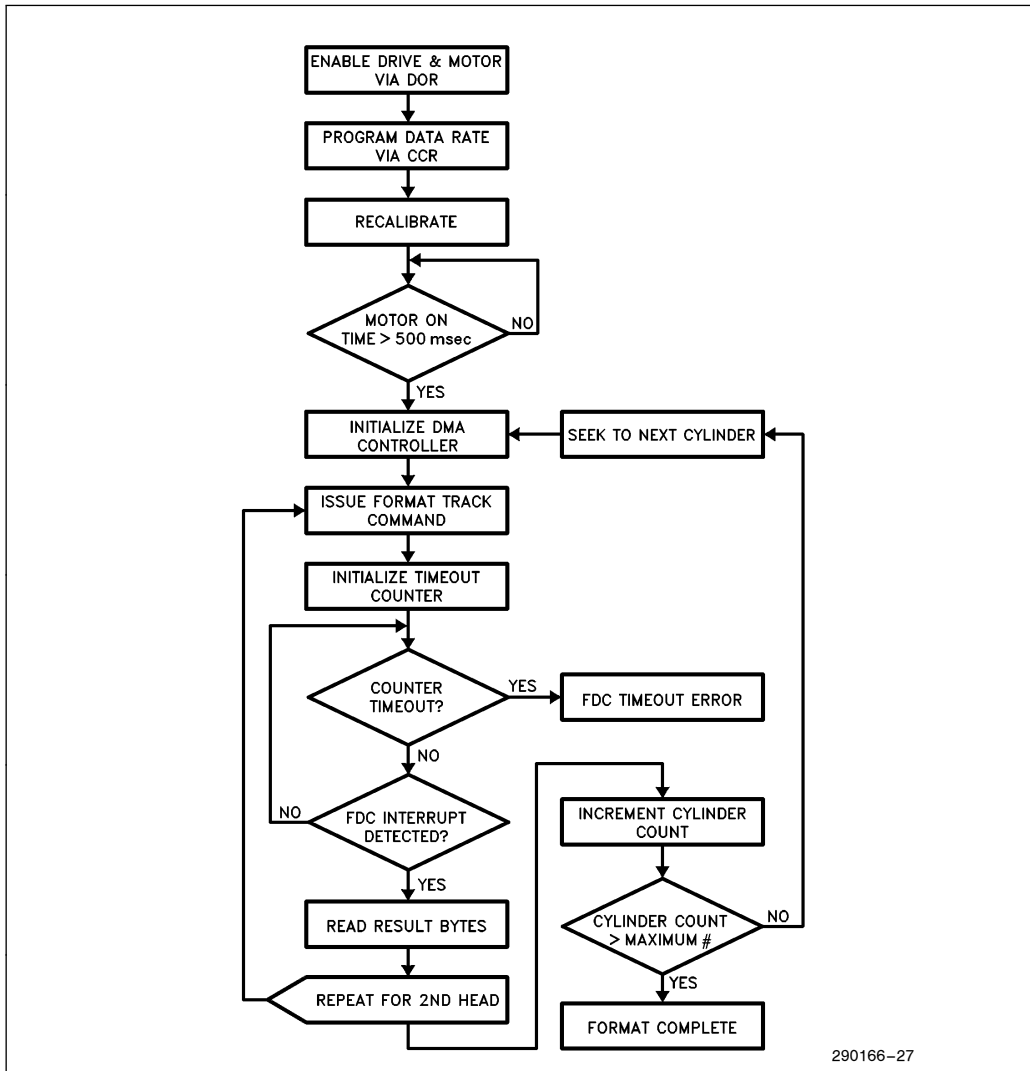 ENABLE DRIVE & MOTOR
VIA DOR
PROGRAM DATA RATE
VIA CCR
RECALIBRATE
MOTOR ON
TIME > 500 msec
NO
YES
INITIALIZE DMA
CONTROLLER
SEEK TO NEXT CYLINDER
ISSUE FORMAT TRACK
COMMAND
INITIALIZE TIMEOUT
COUNTER
COUNTER
TIMEOUT?
YES
FDC TIMEOUT ERROR
NO
FDC INTERRUPT
DETECTED?
NO
YES
READ RESULT BYTES
REPEAT FOR 2ND HEAD
INCREMENT CYLINDER
COUNT
CYLINDER COUNT
> MAXIMUM #
NO
YES
FORMAT COMPLETE
290166–27